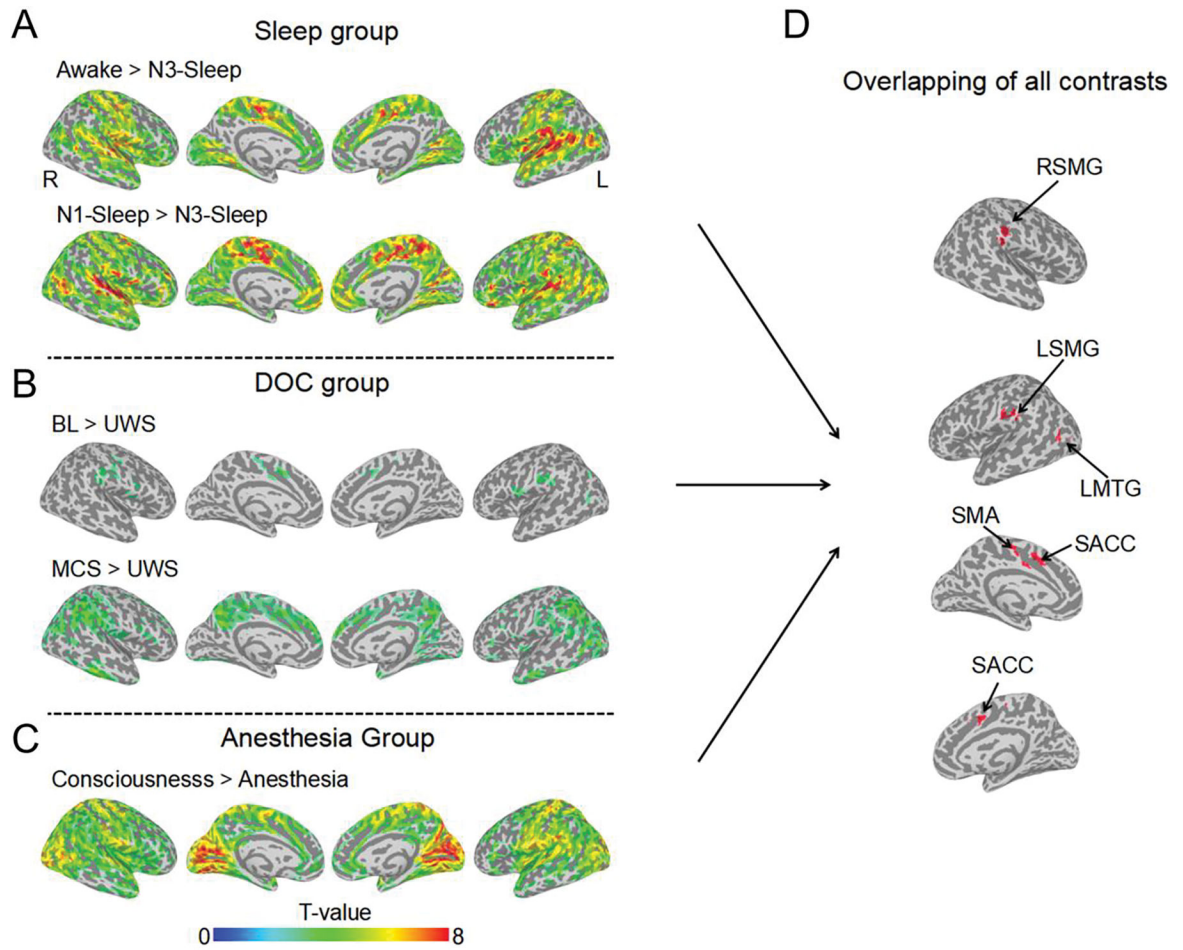 A
Sleep group
Awake > N3-Sleep
R
L
N1-Sleep > N3-Sleep
B
DOC group
BL > UWS
MCS > UWS
C
Anesthesia Group
Consciousnesss > Anesthesia
T-value
0
8
D
Overlapping of all contrasts
RSMG
LSMG
LMTG
SMA
SACC
SACC